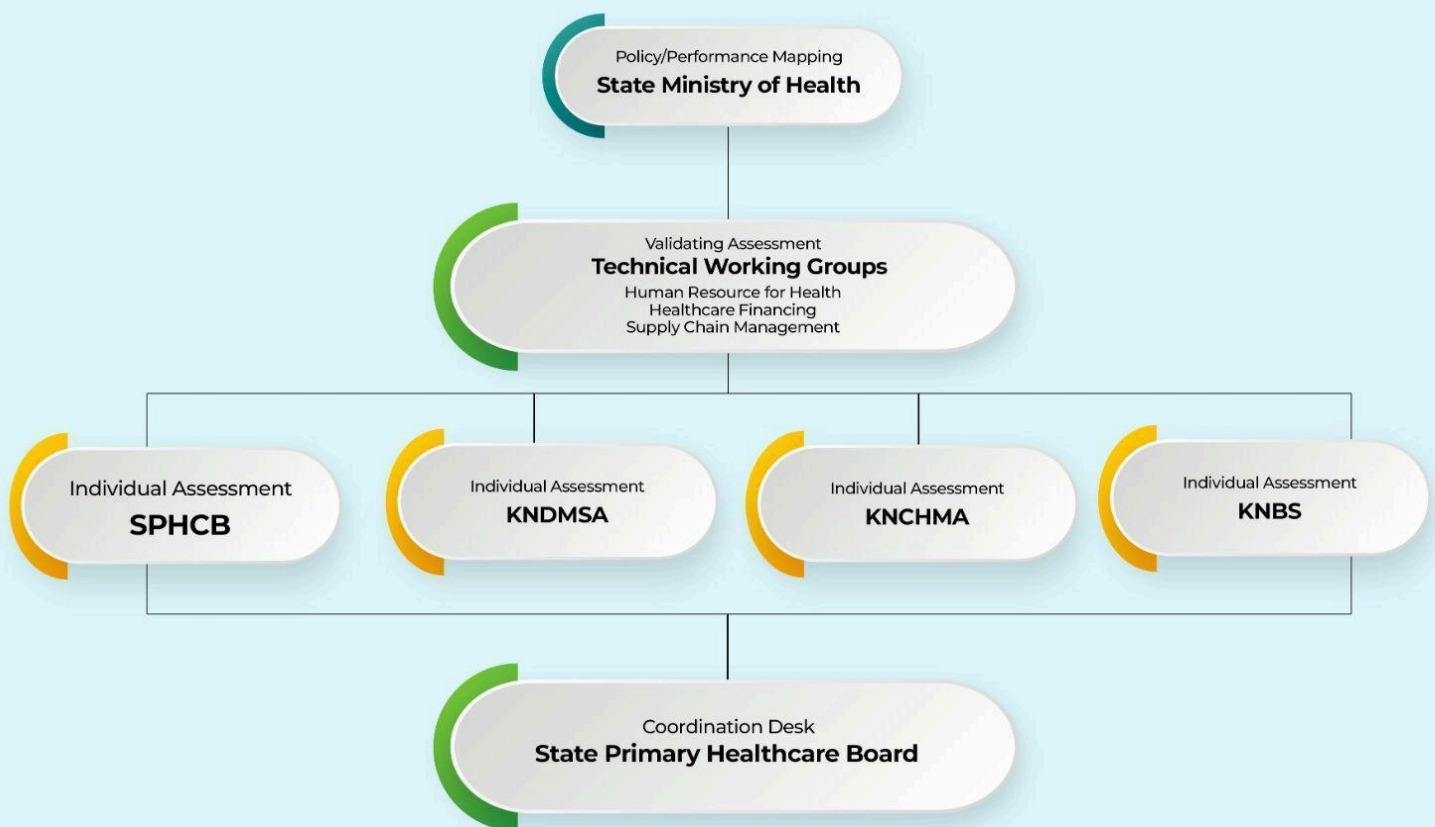 Policy/Performance Mapping
State Ministry of Health
Validating Assessment
Technical Working Groups
Human Resource for Health
Healthcare Financing
Supply Chain Management
Individual Assessment
SPHCB
Individual Assessment
KNDMSA
Individual Assessment
KNCHMA
Individual Assessment
KNBS
Coordination Desk
State Primary Healthcare Board